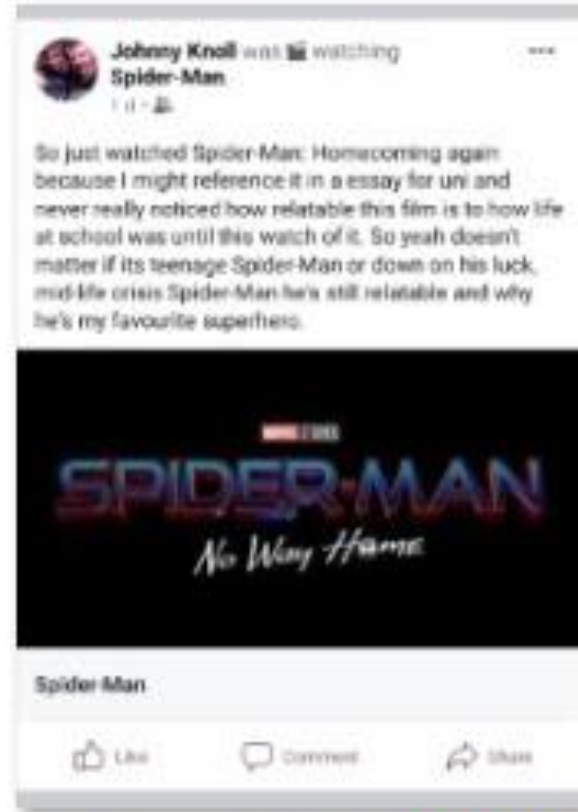 Johnny Knoll was watching
Spider-Man
1 d
So just watched Spider-Man: Homecoming again
because I might reference it in a essay for uni and
never really noticed how relatable this film is to how life
at school was until this watch of it. So yeah doesn't
matter if its teenage Spider-Man or down on his luck,
mid-life crisis Spider-Man he's still relatable and why
he's my favourite superhero.
MARVEL STUDIOS
SPIDER-MAN
No Way Home
Spider-Man
Like Comment Share